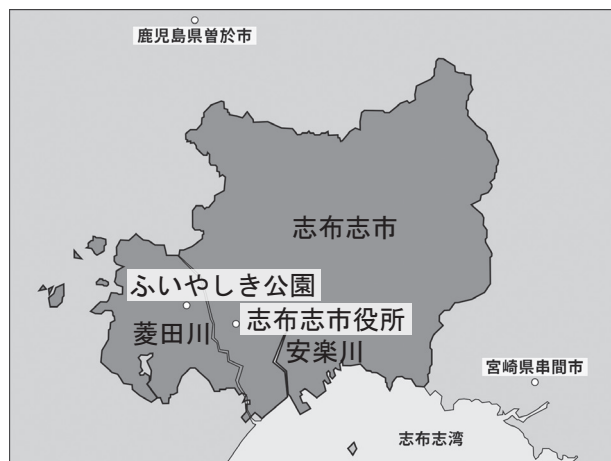 鹿児島県曽於市
志布志市
ふいやしき公園
志布志市役所
菱田川
安楽川
宮崎県串間市
志布志湾